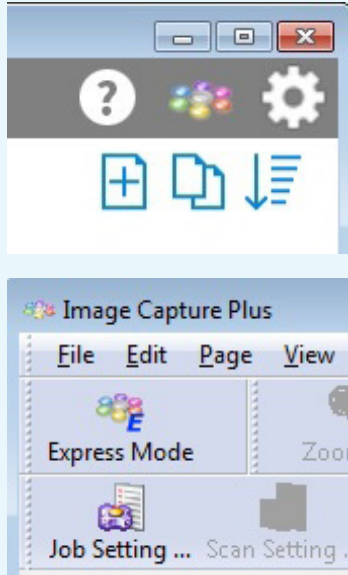 ?
Image Capture Plus
File Edit Page View
E
Express Mode
Job Setting ... Scan Setting .